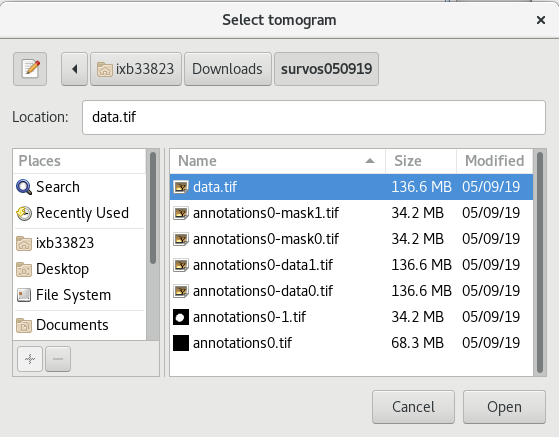 Select tomogram
ixb33823 Downloads survos050919
Location: data.tif
Places
Search
Recently Used
ixb33823
Desktop
File System
Documents
Name Size Modified
data.tif 136.6 MB 05/09/19
annotations0-mask1.tif 34.2 MB 05/09/19
annotations0-mask0.tif 34.2 MB 05/09/19
annotations0-data1.tif 136.6 MB 05/09/19
annotations0-data0.tif 136.6 MB 05/09/19
annotations0-1.tif 34.2 MB 05/09/19
annotations0.tif 68.3 MB 05/09/19
Cancel Open